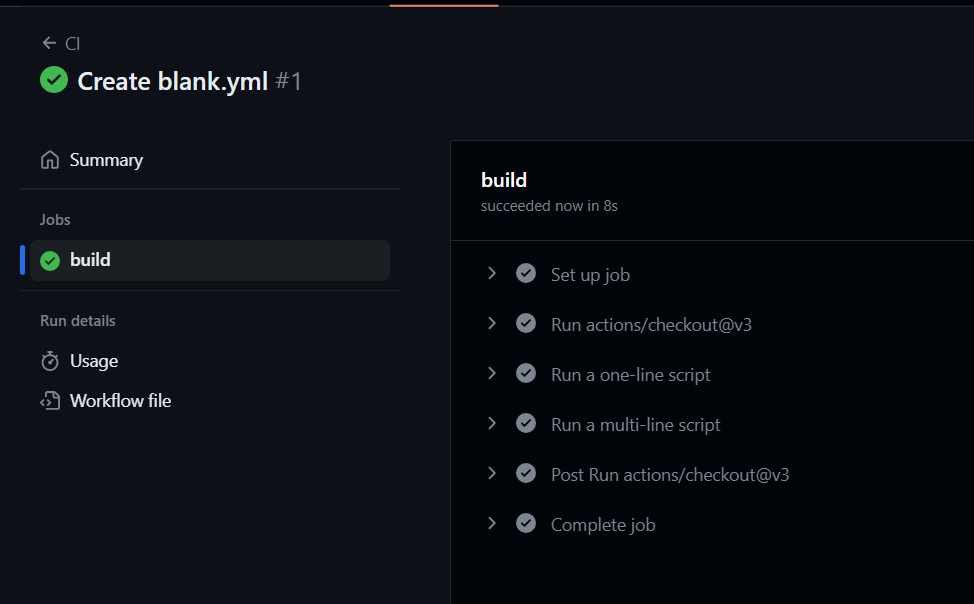 CI
Create blank.yml #1
Summary
Jobs
build
Run details
Usage
Workflow file
build
succeeded now in 8s
Set up job
Run actions/checkout@v3
Run a one-line script
Run a multi-line script
Post Run actions/checkout@v3
Complete job